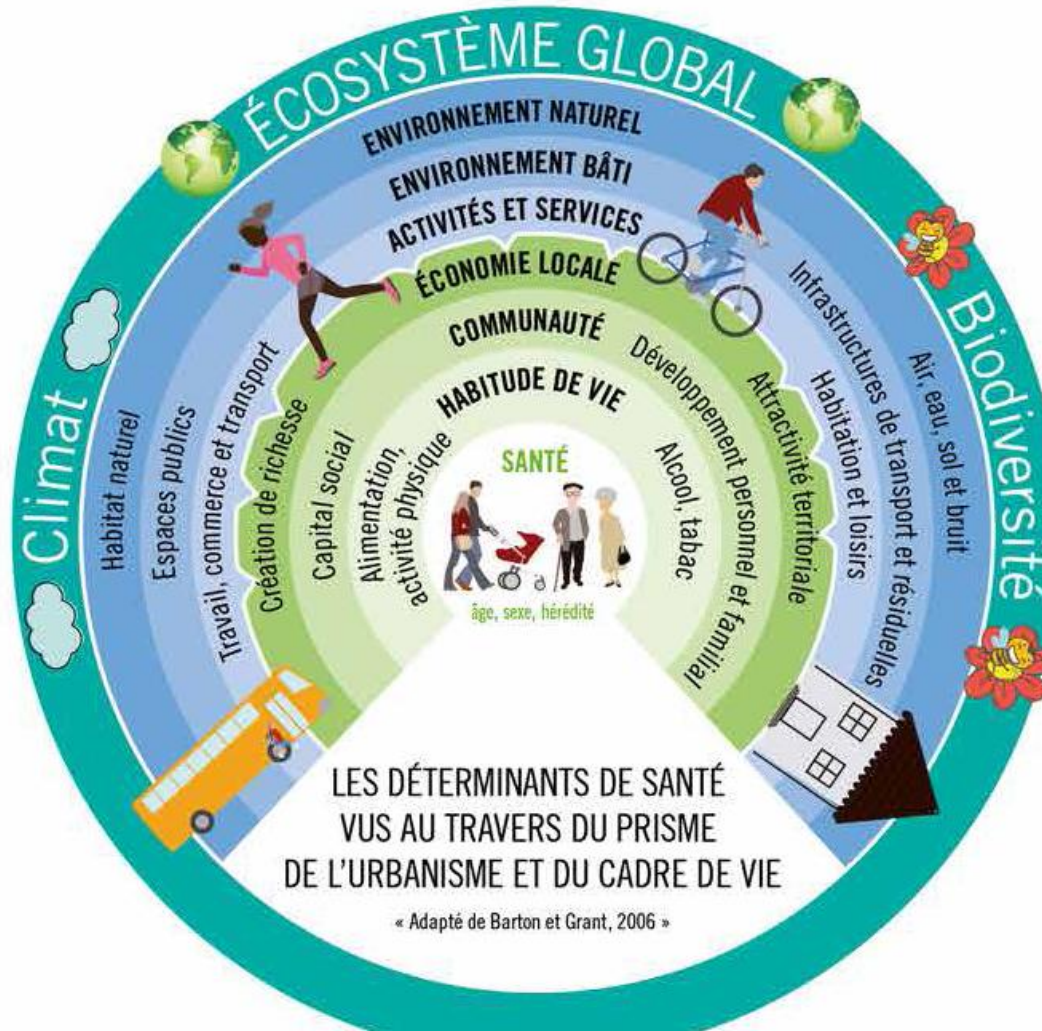 ÉCOSYSTÈME GLOBAL
Climat
Biodiversité
ENVIRONNEMENT NATUREL
Habitat naturel
Air, eau, sol et bruit
ENVIRONNEMENT BÂTI
Espaces publics
Infrastructures de transport et résiduelles
ACTIVITÉS ET SERVICES
Travail, commerce et transport
Habitation et loisirs
ÉCONOMIE LOCALE
Création de richesse
Attractivité territoriale
COMMUNAUTÉ
Capital social
Développement personnel et familial
HABITUDE DE VIE
Alimentation,
activité physique
Alcool, tabac
SANTÉ
âge, sexe, hérédité
LES DÉTERMINANTS DE SANTÉ
VUS AU TRAVERS DU PRISME
DE L'URBANISME ET DU CADRE DE VIE
« Adapté de Barton et Grant, 2006 »